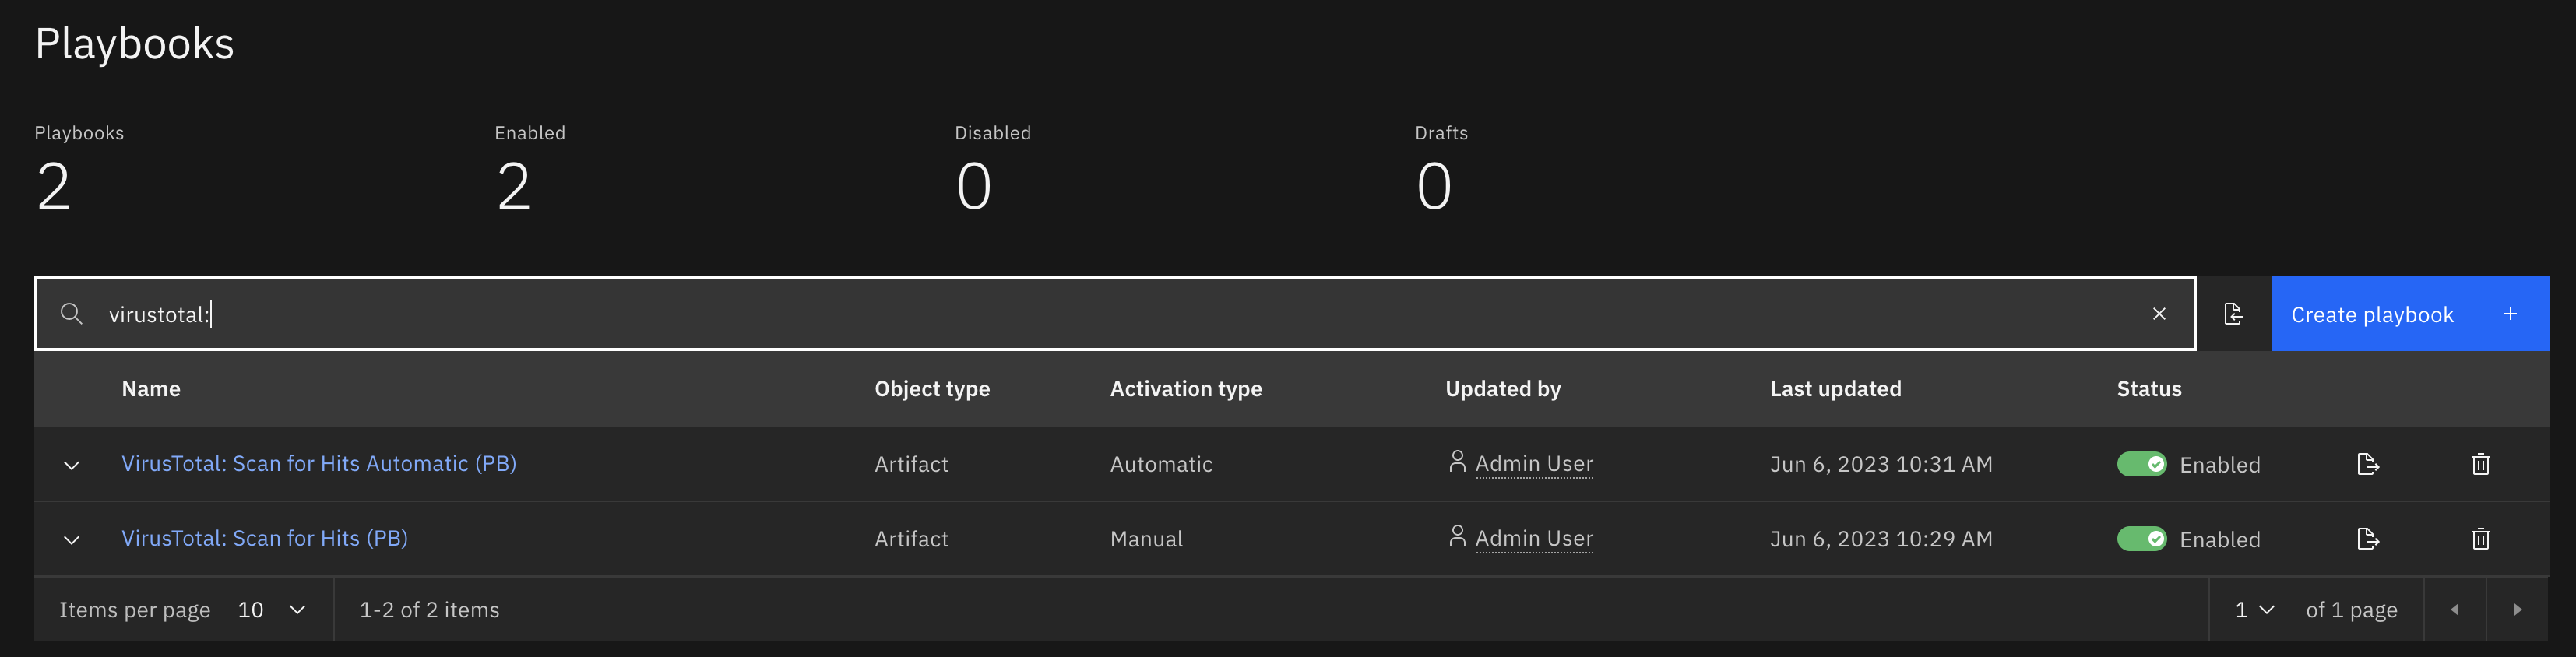 Playbooks
Playbooks Enabled Disabled Drafts
2 2 0 0
virustotal: Create playbook +
Name Object type Activation type Updated by Last updated Status
VirusTotal: Scan for Hits Automatic (PB) Artifact Automatic Admin User Jun 6, 2023 10:31 AM Enabled
VirusTotal: Scan for Hits (PB) Artifact Manual Admin User Jun 6, 2023 10:29 AM Enabled
Items per page 10 1-2 of 2 items 1 of 1 page